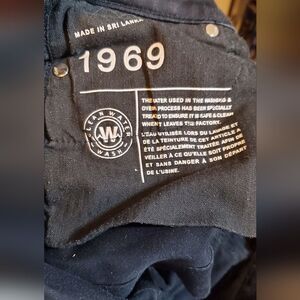 MADE IN SRI LANKA
1969
CLEAN WATER
W
WASH
THE WATER USED IN THE WASHING &
OVER PROCESS HAS BEEN SPECIALLY
TREATED TO ENSURE IT IS SAFE & CLEAN
WHEN IT LEAVES THE FACTORY.
L'EAU UTILISÉE LORS DU LAVAGE ET
DE LA TEINTURE DE CET ARTICLE A
ÉTÉ SPÉCIALEMENT TRAITÉE AFIN DE
VEILLER À CE QU'ELLE SOIT PROPRE
ET SANS DANGER À SON DÉPART
DE L'USINE.